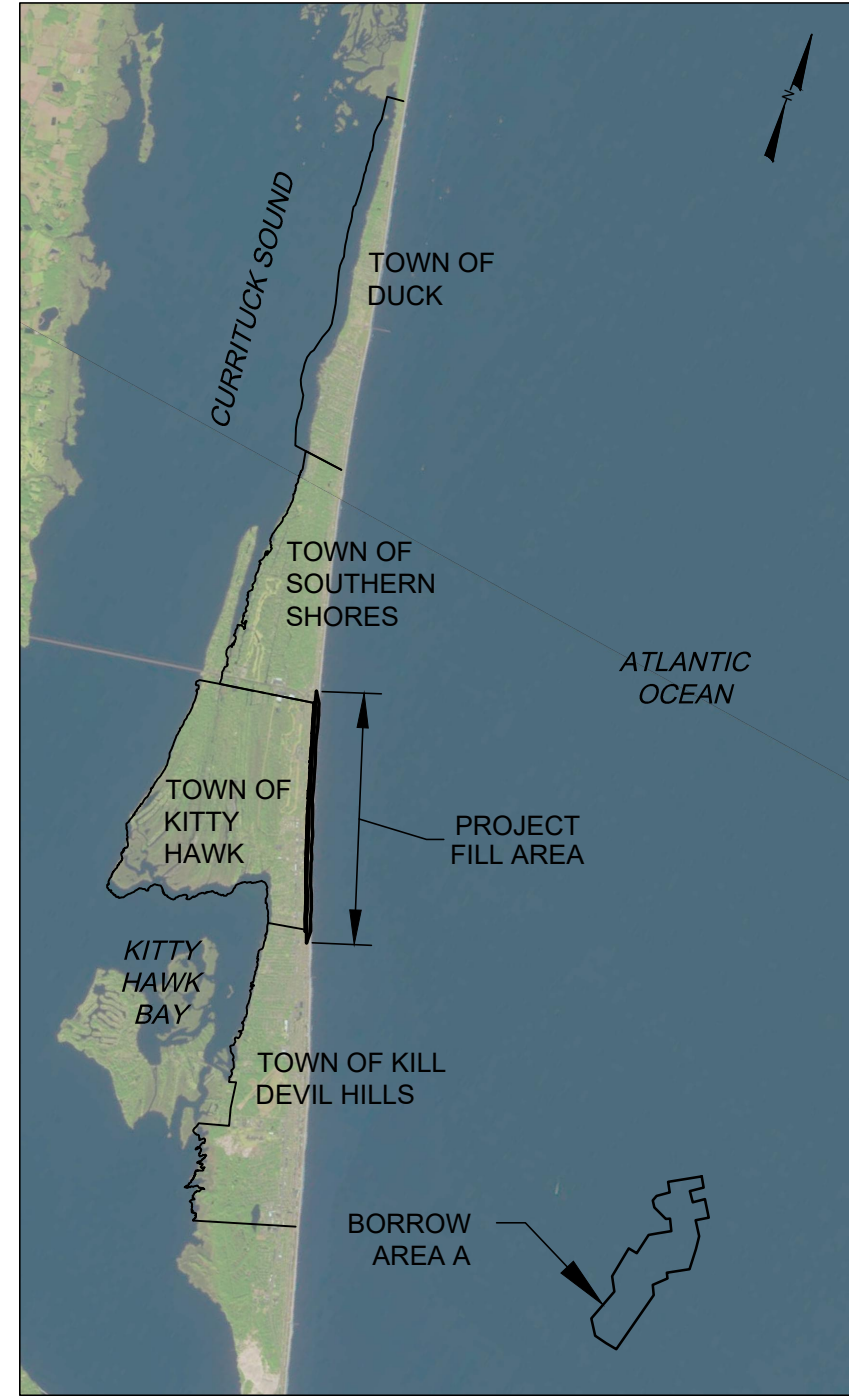 N
CURRITUCK SOUND
TOWN OF
DUCK
TOWN OF
SOUTHERN
SHORES
ATLANTIC
OCEAN
TOWN OF
KITTY
HAWK
PROJECT
FILL AREA
KITTY
HAWK
BAY
TOWN OF KILL
DEVIL HILLS
BORROW
AREA A